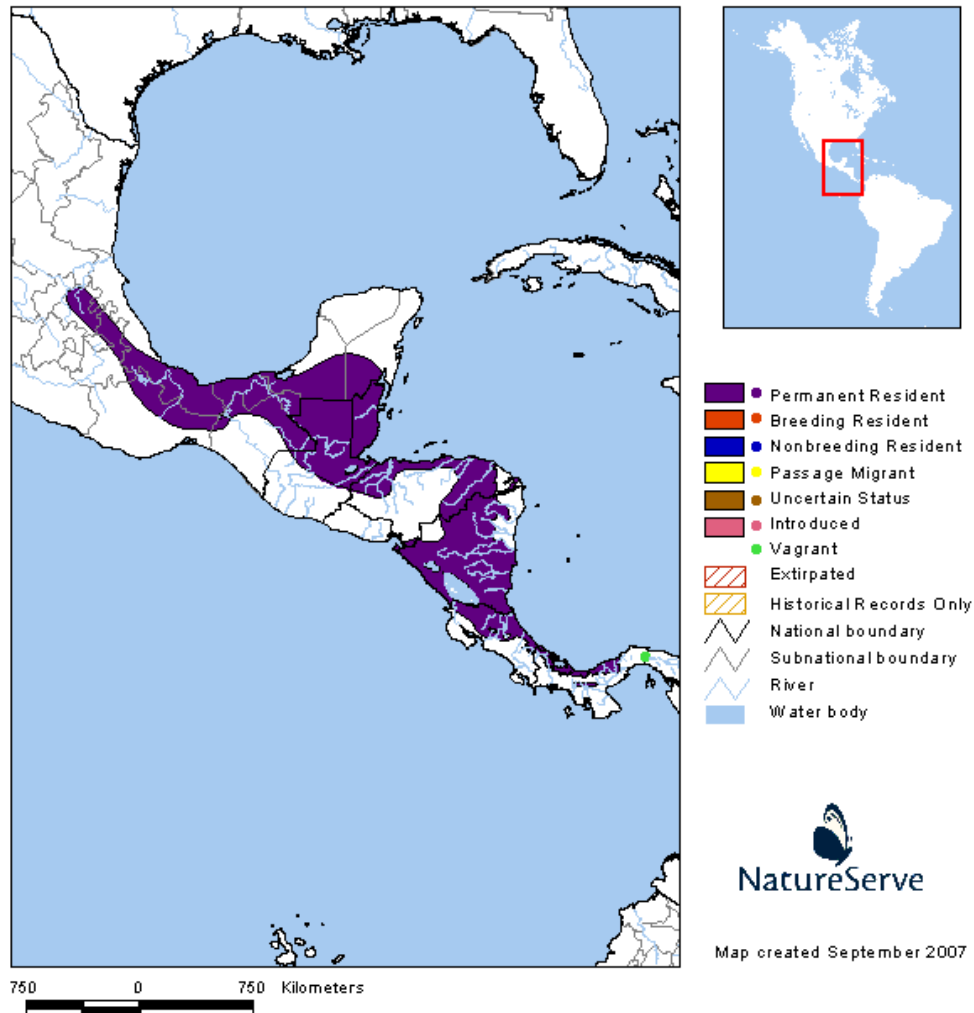 Permanent Resident
Breeding Resident
Nonbreeding Resident
Passage Migrant
Uncertain Status
Introduced
Vagrant
Extirpated
Historical Records Only
National boundary
Subnational boundary
River
Water body
NatureServe
Map created September 2007
750 0 750 Kilometers